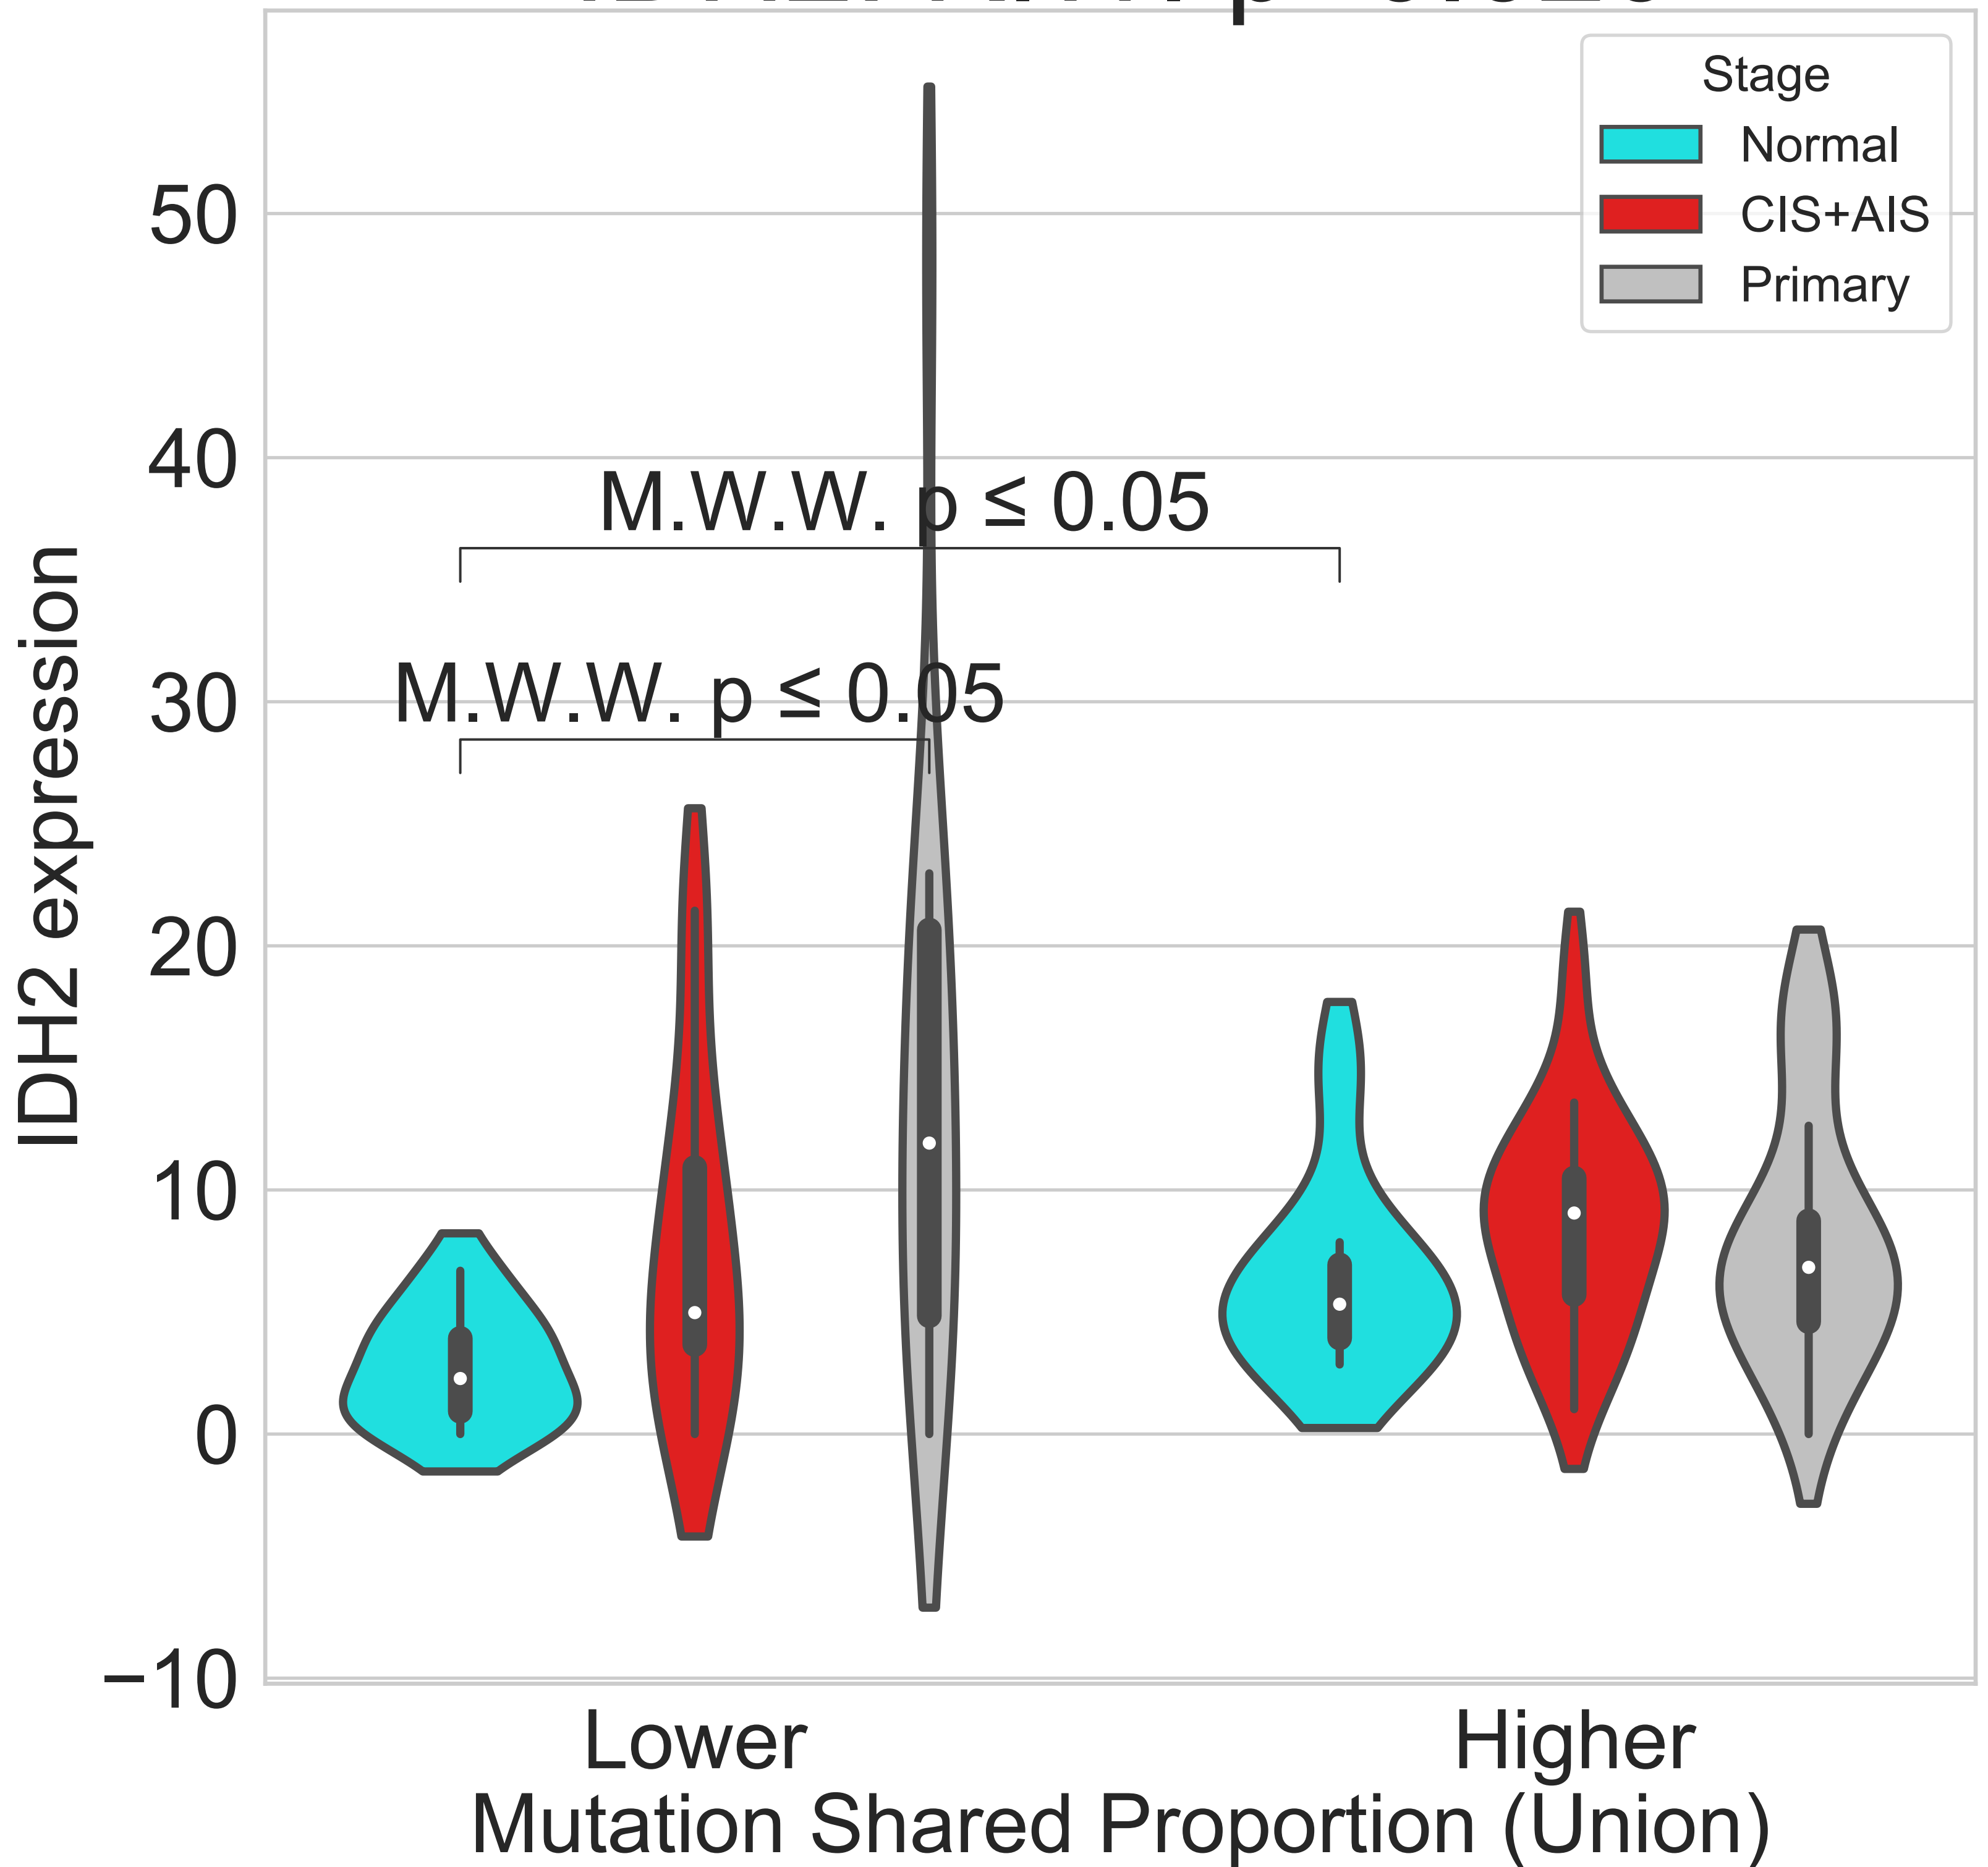 Stage
Normal
CIS+AIS
Primary
50
40
30
20
10
0
−10
IDH2 expression
M.W.W. p ≤ 0.05
M.W.W. p ≤ 0.05
Lower
Higher
Mutation Shared Proportion (Union)